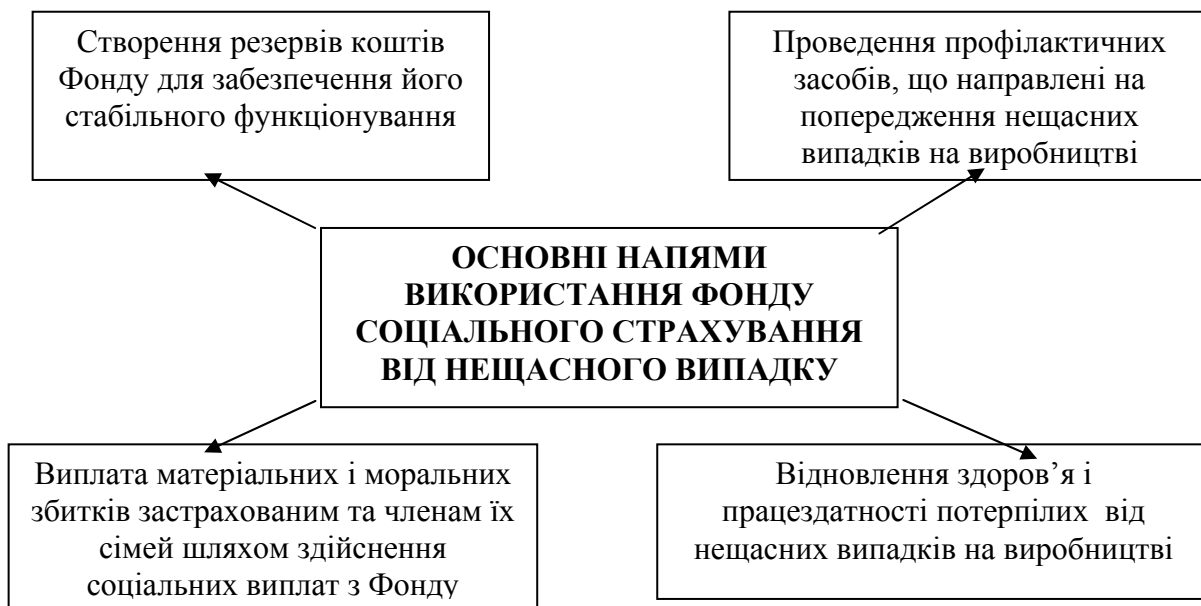 Створення резервів коштів
Фонду для забезпечення його
стабільного функціонування
Проведення профілактичних
засобів, що направлені на
попередження нещасних
випадків на виробництві
ОСНОВНІ НАПЯМИ
ВИКОРИСТАННЯ ФОНДУ
СОЦІАЛЬНОГО СТРАХУВАННЯ
ВІД НЕЩАСНОГО ВИПАДКУ
Виплата матеріальних і моральних
збитків застрахованим та членам їх
сімей шляхом здійснення
соціальних виплат з Фонду
Відновлення здоров’я і
працездатності потерпілих від
нещасних випадків на виробництві